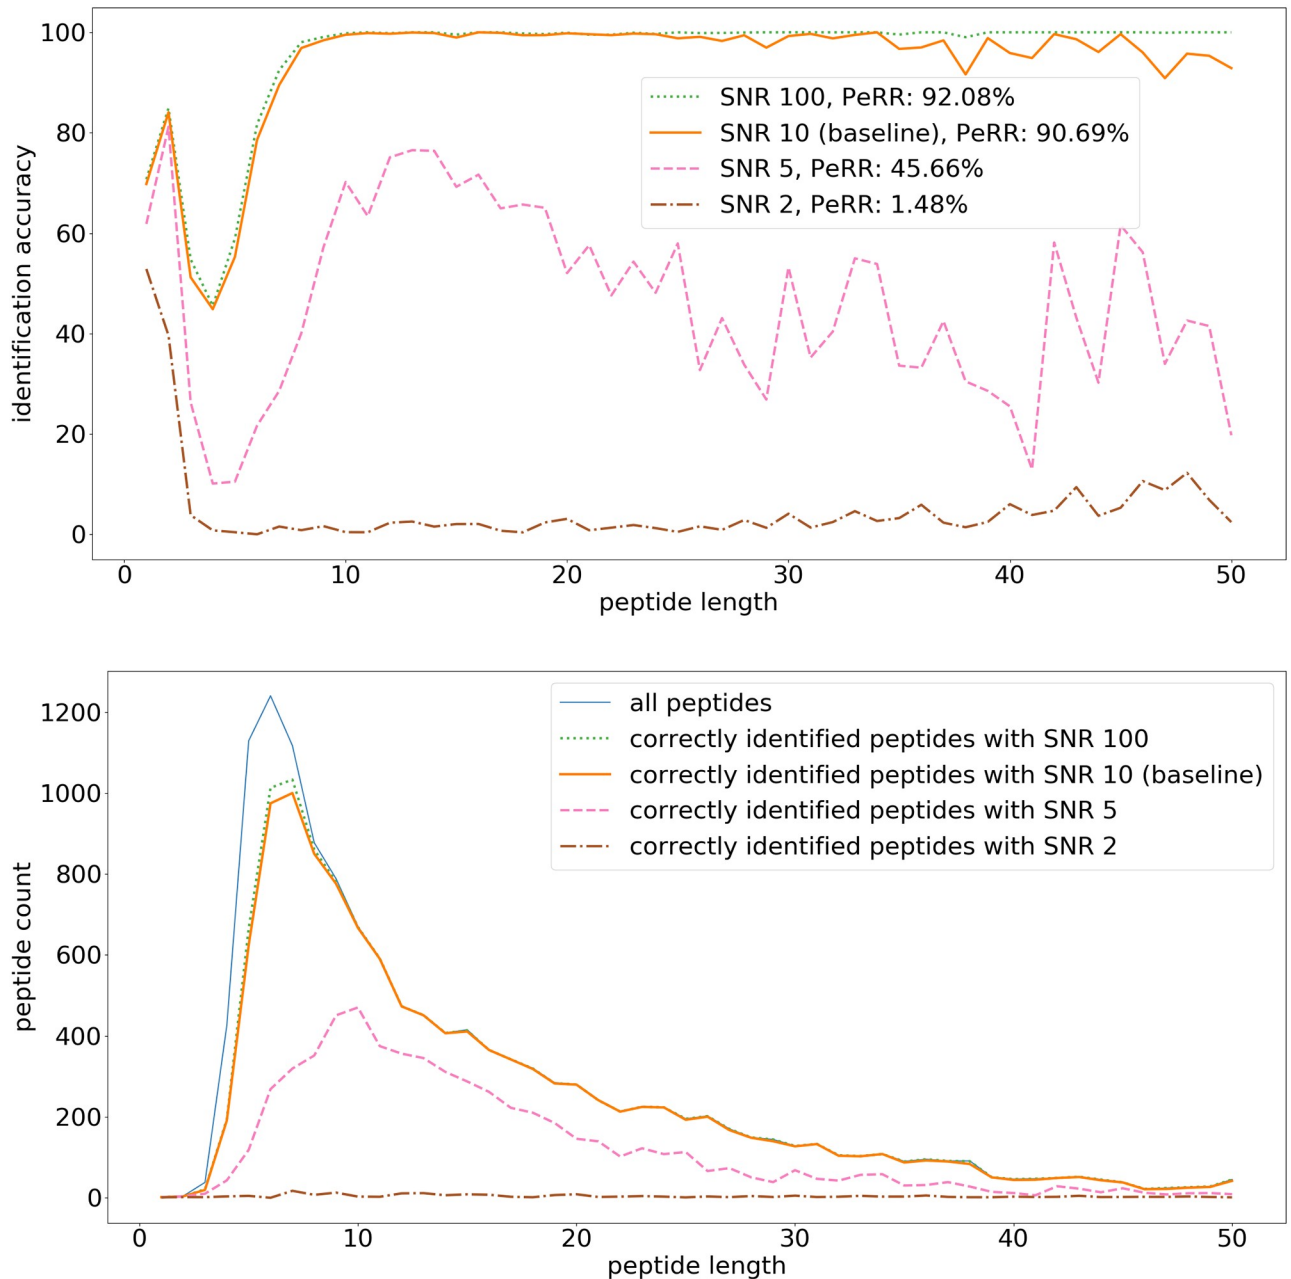 100
80
60
40
20
0
identification accuracy
SNR 100, PeRR: 92.08%
SNR 10 (baseline), PeRR: 90.69%
SNR 5, PeRR: 45.66%
SNR 2, PeRR: 1.48%
0 10 20 30 40 50
peptide length
1200
1000
800
600
400
200
0
peptide count
all peptides
correctly identified peptides with SNR 100
correctly identified peptides with SNR 10 (baseline)
correctly identified peptides with SNR 5
correctly identified peptides with SNR 2
0 10 20 30 40 50
peptide length